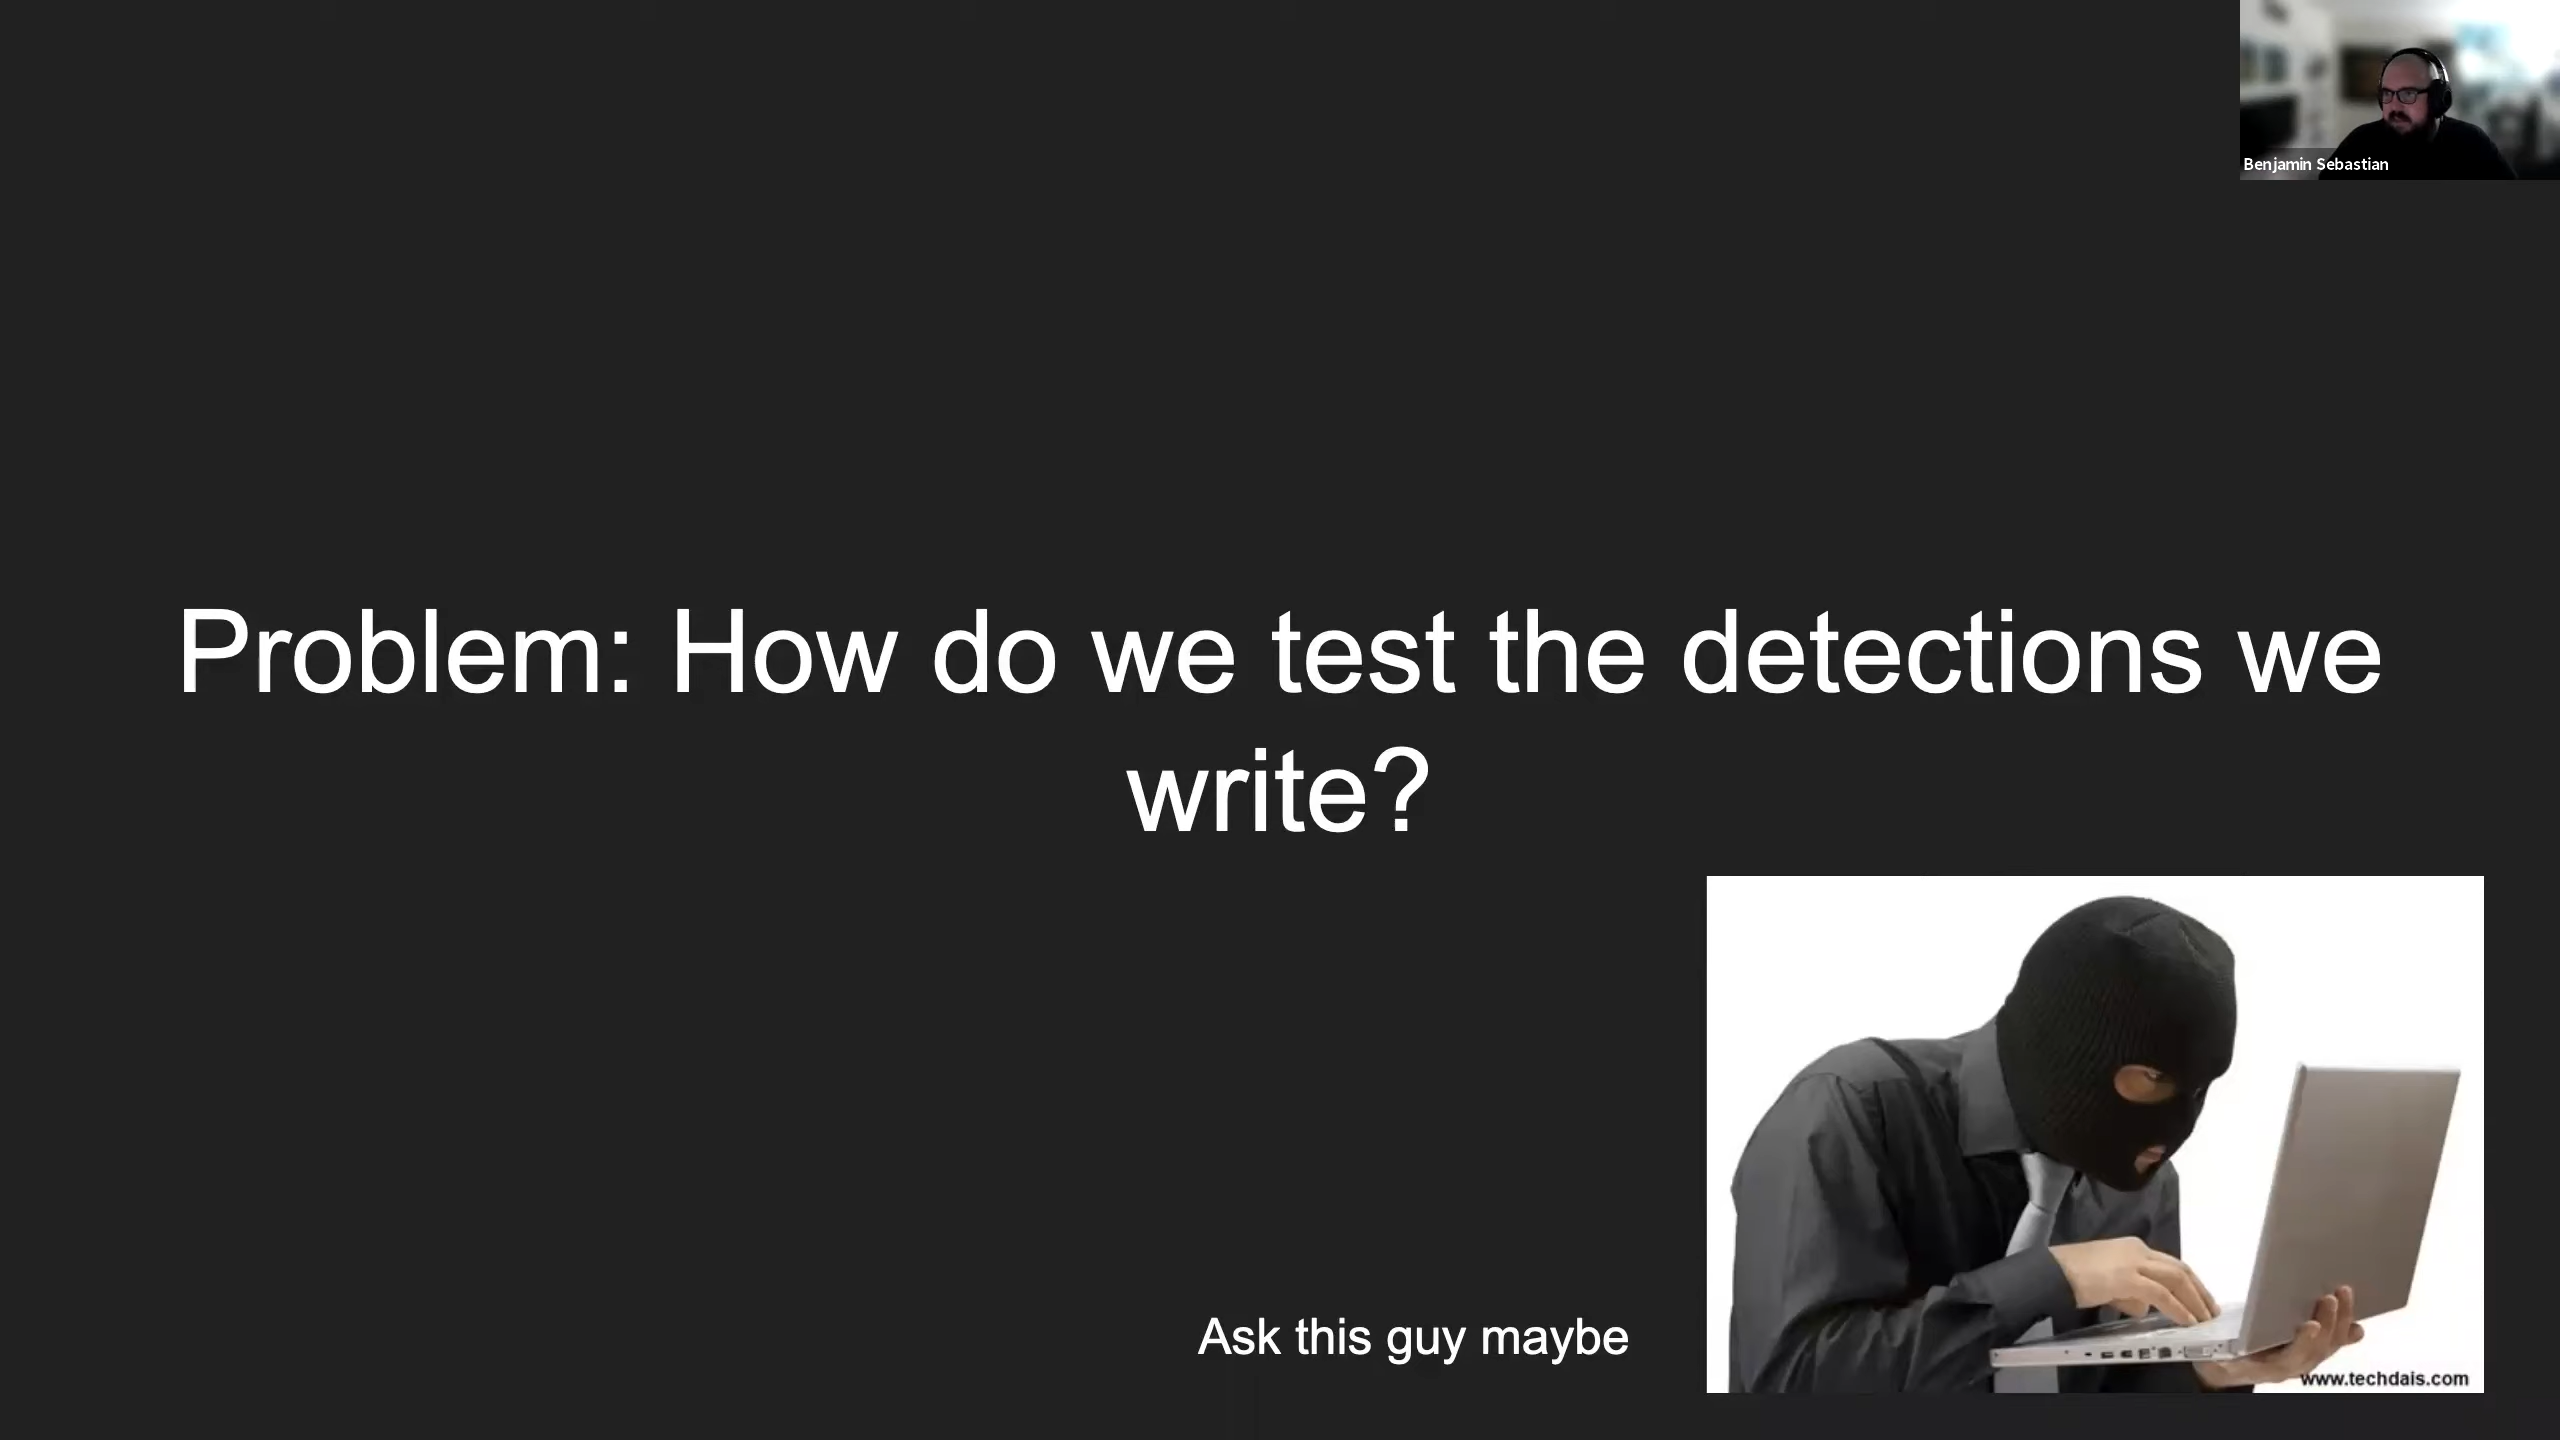 Benjamin Sebastian
Problem: How do we test the detections we
write?
Ask this guy maybe
www.techdais.com